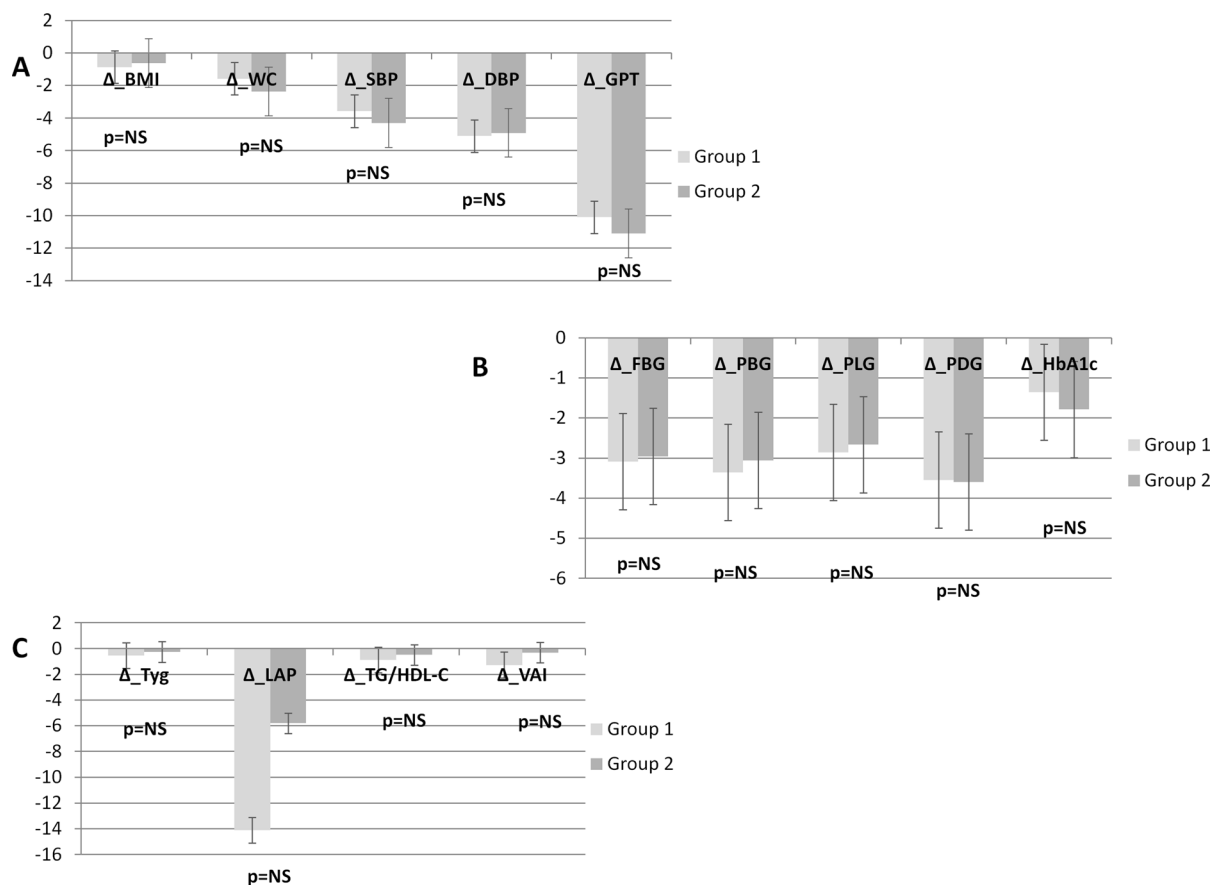 A
2
0
-2
-4
-6
-8
-10
-12
-14
Δ_BMI Δ_WC Δ_SBP Δ_DBP Δ_GPT
p=NS p=NS p=NS p=NS p=NS
Group 1
Group 2
B
0
-1
-2
-3
-4
-5
-6
Δ_FBG Δ_PBG Δ_PLG Δ_PDG Δ_HbA1c
p=NS p=NS p=NS p=NS p=NS
Group 1
Group 2
C
2
0
-2
-4
-6
-8
-10
-12
-14
-16
Δ_Tyg Δ_LAP Δ_TG/HDL-C Δ_VAI
p=NS p=NS p=NS p=NS
Group 1
Group 2